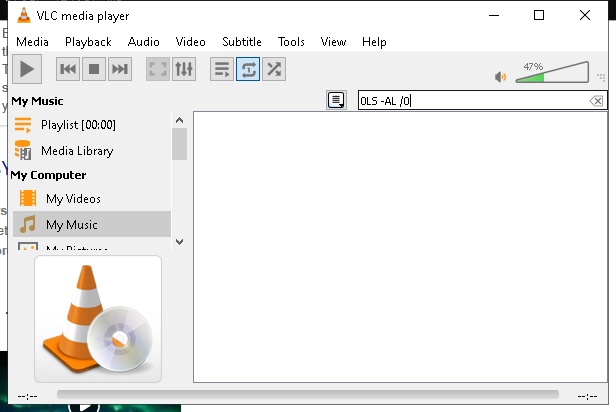 VLC media player
Media Playback Audio Video Subtitle Tools View Help
47%
My Music
0LS -AL /0
Playlist [00:00]
Media Library
My Computer
My Videos
My Music
My Pictures
--:--
--:--